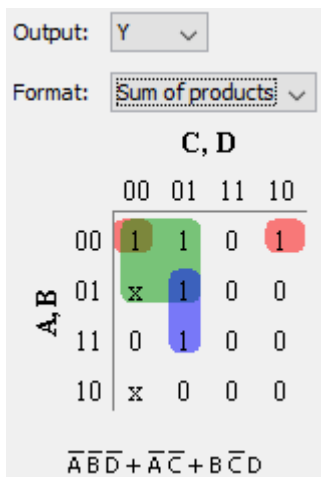 Output: Y
Format: Sum of products
C, D
00 01 11 10
00 1 1 0 1
A, B
01 x 1 0 0
11 0 1 0 0
10 x 0 0 0
A̅ B̅ D̅ + A̅ C̅ + B C̅ D